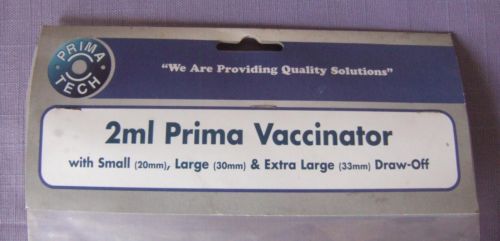 PRIMA
TECH
"We Are Providing Quality Solutions"
2ml Prima Vaccinator
with Small (20mm), Large (30mm) & Extra Large (33mm) Draw-Off